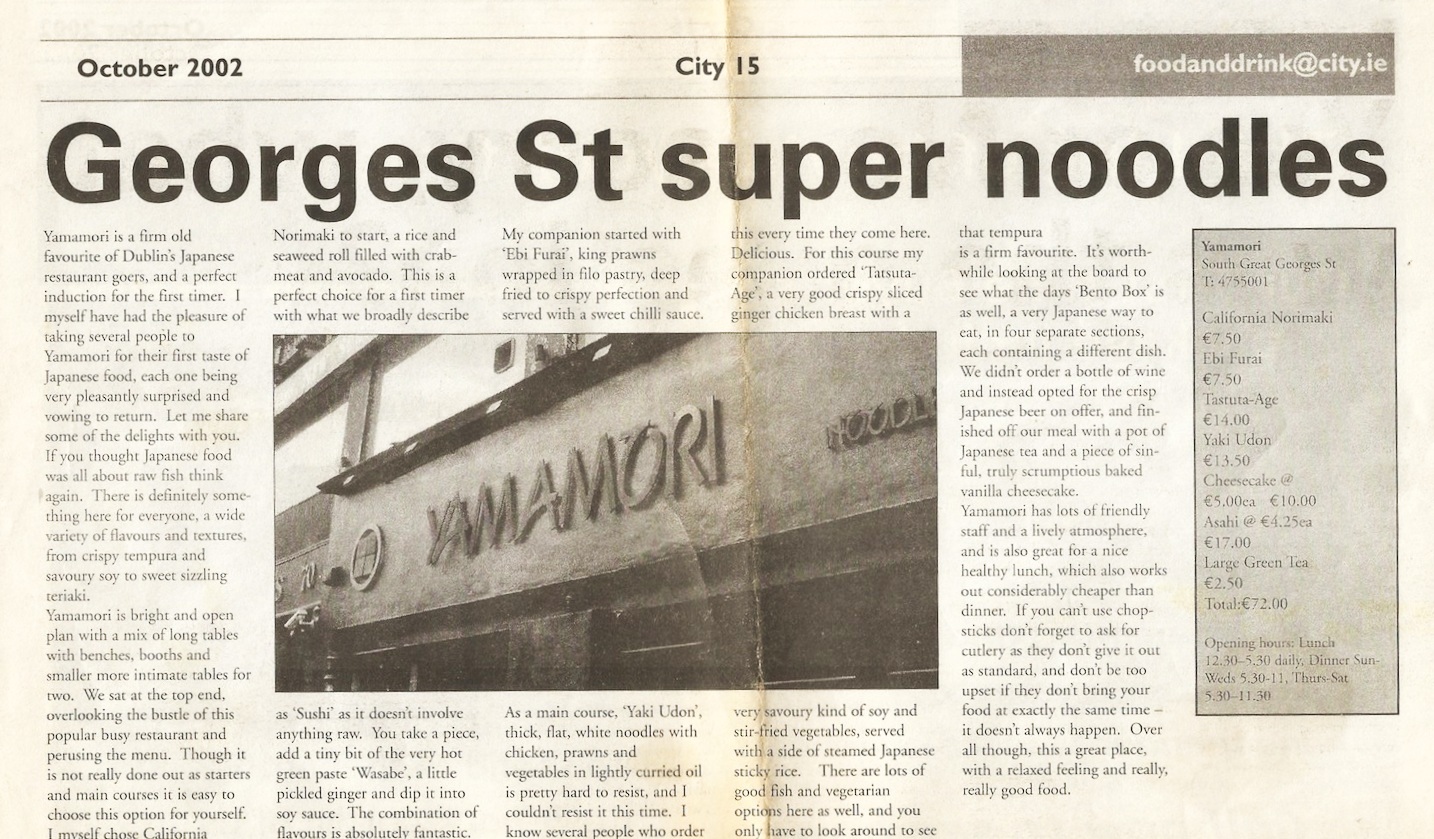 October 2002
City 15
foodanddrink@city.ie
Georges St super noodles
Yamamori is a firm old
favourite of Dublin's Japanese
restaurant goers, and a perfect
induction for the first timer. I
myself have had the pleasure of
taking several people to
Yamamori for their first taste of
Japanese food, each one being
very pleasantly surprised and
vowing to return. Let me share
some of the delights with you.
If you thought Japanese food
was all about raw fish think
again. There is definitely some-
thing here for everyone, a wide
variety of flavours and textures,
from crispy tempura and
savoury soy to sweet sizzling
teriaki.
Yamamori is bright and open
plan with a mix of long tables
with benches, booths and
smaller more intimate tables for
two. We sat at the top end,
overlooking the bustle of this
popular busy restaurant and
perusing the menu. Though it
is not really done out as starters
and main courses it is easy to
choose this option for yourself.
I myself chose California
Norimaki to start, a rice and
seaweed roll filled with crab-
meat and avocado. This is a
perfect choice for a first timer
with what we broadly describe
as 'Sushi' as it doesn't involve
anything raw. You take a piece,
add a tiny bit of the very hot
green paste 'Wasabe', a little
pickled ginger and dip it into
soy sauce. The combination of
flavours is absolutely fantastic.
My companion started with
'Ebi Furai', king prawns
wrapped in filo pastry, deep
fried to crispy perfection and
served with a sweet chilli sauce.
As a main course, 'Yaki Udon',
thick, flat, white noodles with
chicken, prawns and
vegetables in lightly curried oil
is pretty hard to resist, and I
couldn't resist it this time. I
know several people who order
this every time they come here.
Delicious. For this course my
companion ordered 'Tatsuta-
Age', a very good crispy sliced
ginger chicken breast with a
very savoury kind of soy and
stir-fried vegetables, served
with a side of steamed Japanese
sticky rice. There are lots of
good fish and vegetarian
options here as well, and you
only have to look around to see
that tempura
is a firm favourite. It's worth-
while looking at the board to
see what the days 'Bento Box' is
as well, a very Japanese way to
eat, in four separate sections,
each containing a different dish.
We didn't order a bottle of wine
and instead opted for the crisp
Japanese beer on offer, and fin-
ished off our meal with a pot of
Japanese tea and a piece of sin-
ful, truly scrumptious baked
vanilla cheesecake.
Yamamori has lots of friendly
staff and a lively atmosphere,
and is also great for a nice
healthy lunch, which also works
out considerably cheaper than
dinner. If you can't use chop-
sticks don't forget to ask for
cutlery as they don't give it out
as standard, and don't be too
upset if they don't bring your
food at exactly the same time –
it doesn't always happen. Over
all though, this a great place,
with a relaxed feeling and really,
really good food.
YAMAMORI
NOODL
Yamamori
South Great Georges St
T: 4755001
California Norimaki
€7.50
Ebi Furai
€7.50
Tastuta-Age
€14.00
Yaki Udon
€13.50
Cheesecake @
€5.00ea €10.00
Asahi @ €4.25ea
€17.00
Large Green Tea
€2.50
Total:€72.00
Opening hours: Lunch
12.30–5.30 daily, Dinner Sun-
Weds 5.30-11, Thurs-Sat
5.30–11.30